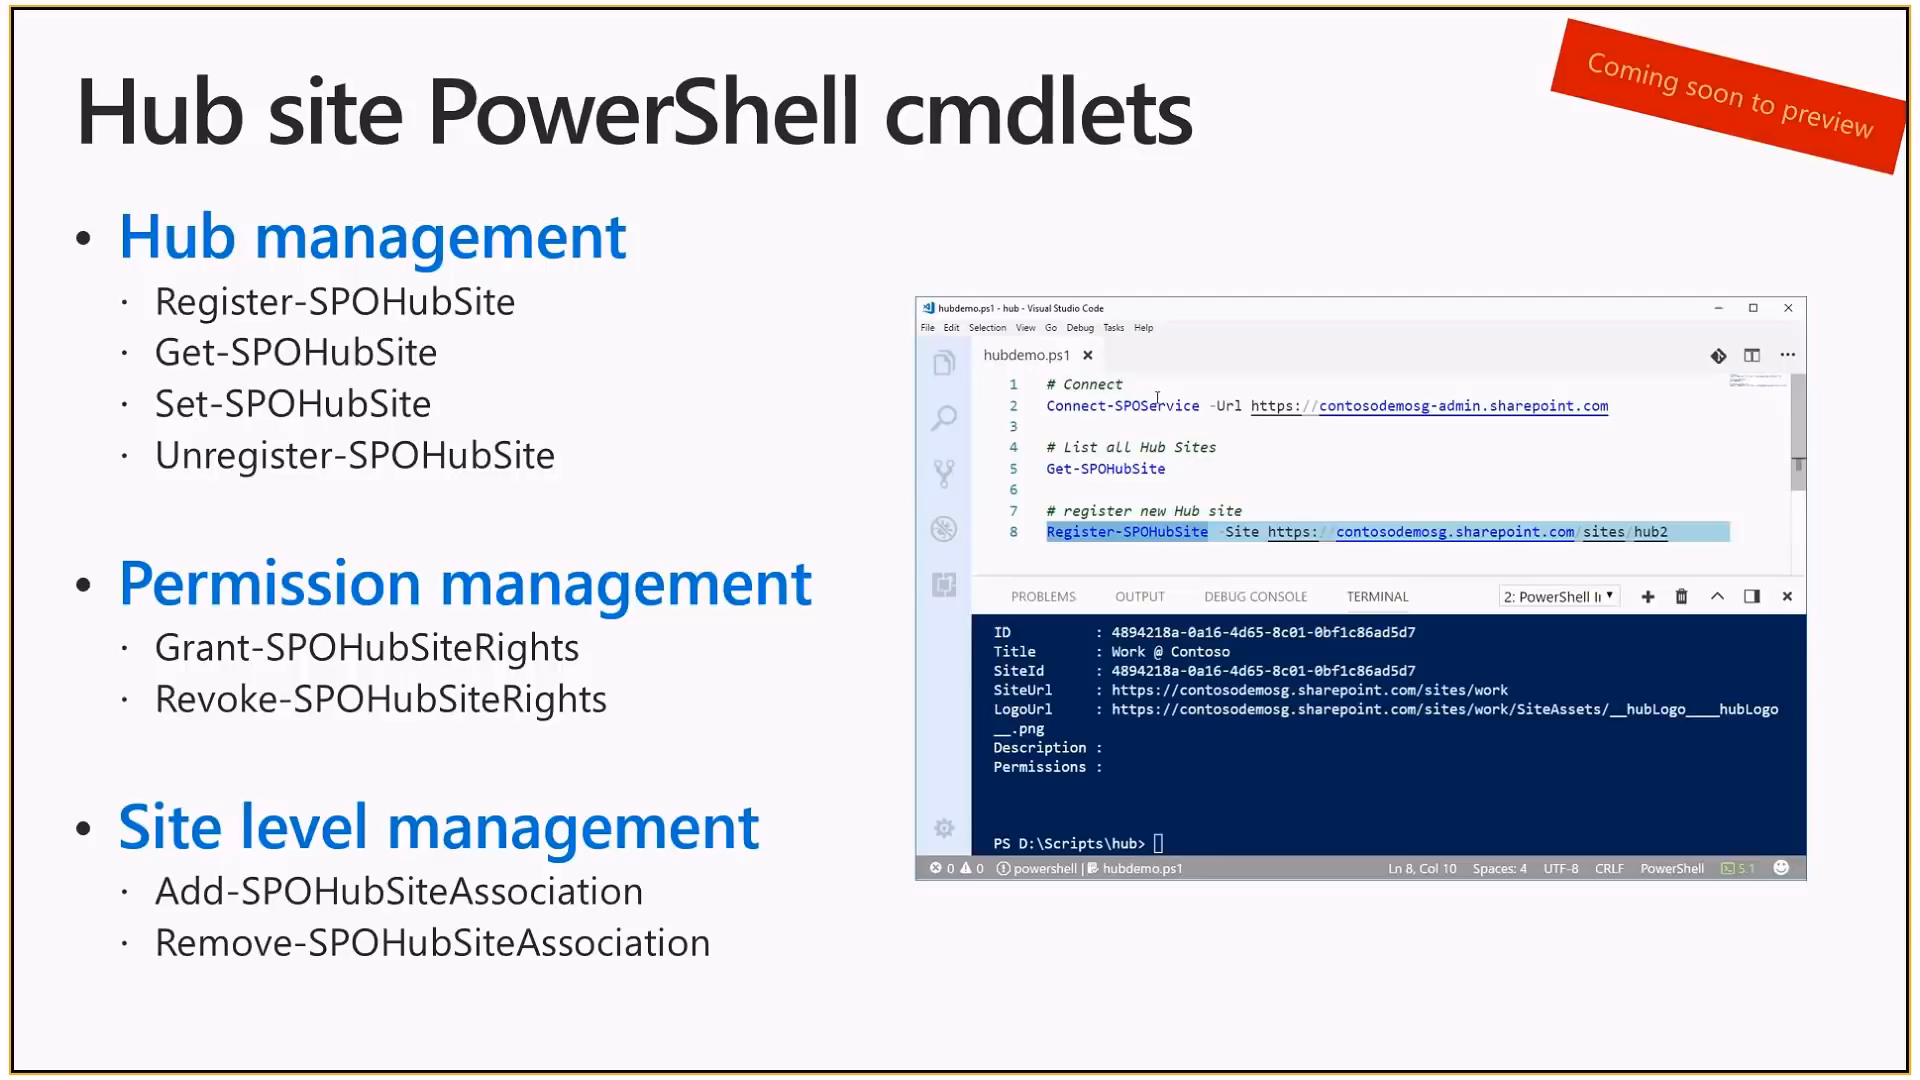 Hub site PowerShell cmdlets
Coming soon to preview
• Hub management
· Register-SPOHubSite
· Get-SPOHubSite
· Set-SPOHubSite
· Unregister-SPOHubSite
• Permission management
· Grant-SPOHubSiteRights
· Revoke-SPOHubSiteRights
• Site level management
· Add-SPOHubSiteAssociation
· Remove-SPOHubSiteAssociation
hubdemo.ps1 - hub - Visual Studio Code
File Edit Selection View Go Debug Tasks Help
hubdemo.ps1
1 # Connect
2 Connect-SPOService -Url https://contosodemosg-admin.sharepoint.com
3
4 # List all Hub Sites
5 Get-SPOHubSite
6
7 # register new Hub site
8 Register-SPOHubSite -Site https://contosodemosg.sharepoint.com/sites/hub2
PROBLEMS OUTPUT DEBUG CONSOLE TERMINAL 2: PowerShell I
ID : 4894218a-0a16-4d65-8c01-0bf1c86ad5d7
Title : Work @ Contoso
SiteId : 4894218a-0a16-4d65-8c01-0bf1c86ad5d7
SiteUrl : https://contosodemosg.sharepoint.com/sites/work
LogoUrl : https://contosodemosg.sharepoint.com/sites/work/SiteAssets/__hubLogo____hubLogo
__.png
Description :
Permissions :
PS D:\Scripts\hub>
0 0 powershell | hubdemo.ps1 Ln 8, Col 10 Spaces: 4 UTF-8 CRLF PowerShell 5.1